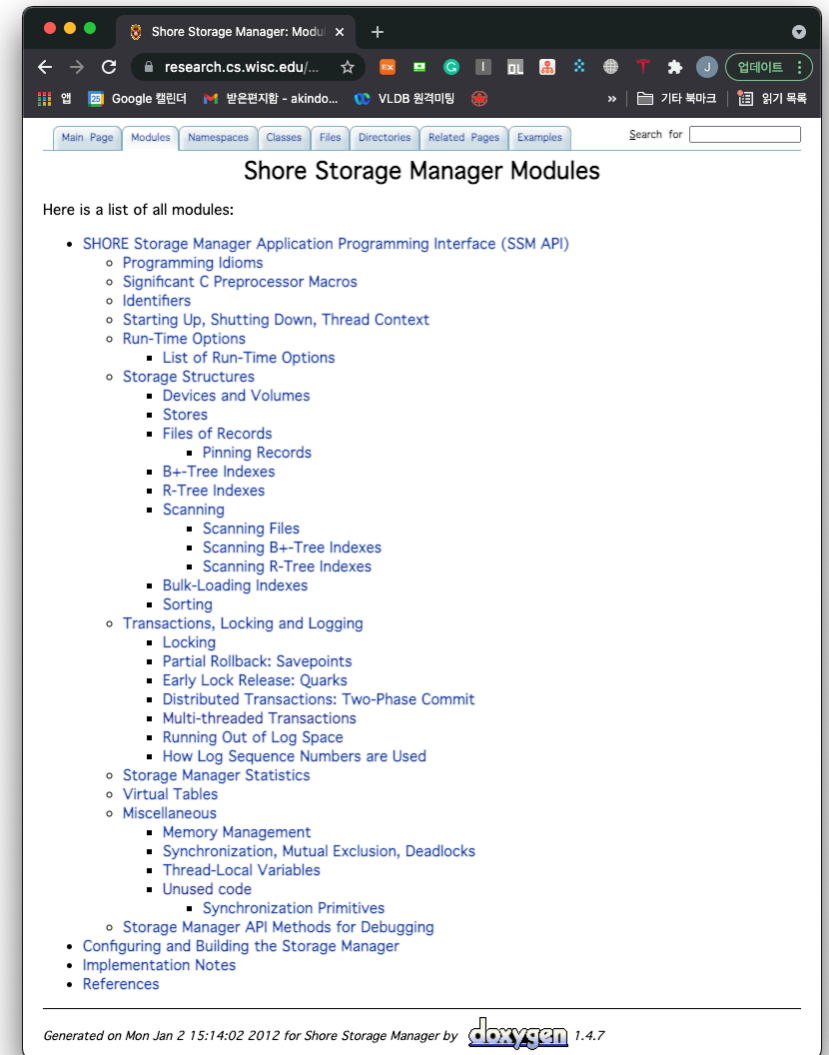 Shore Storage Manager: Modul
research.cs.wisc.edu/...
업데이트
앱 25 Google 캘린더 받은편지함 - akindo... VLDB 원격미팅 » 기타 북마크 읽기 목록
Main Page Modules Namespaces Classes Files Directories Related Pages Examples Search for
Shore Storage Manager Modules
Here is a list of all modules:
• SHORE Storage Manager Application Programming Interface (SSM API)
◦ Programming Idioms
◦ Significant C Preprocessor Macros
◦ Identifiers
◦ Starting Up, Shutting Down, Thread Context
◦ Run-Time Options
▪ List of Run-Time Options
◦ Storage Structures
▪ Devices and Volumes
▪ Stores
▪ Files of Records
▪ Pinning Records
▪ B+-Tree Indexes
▪ R-Tree Indexes
▪ Scanning
▪ Scanning Files
▪ Scanning B+-Tree Indexes
▪ Scanning R-Tree Indexes
▪ Bulk-Loading Indexes
▪ Sorting
◦ Transactions, Locking and Logging
▪ Locking
▪ Partial Rollback: Savepoints
▪ Early Lock Release: Quarks
▪ Distributed Transactions: Two-Phase Commit
▪ Multi-threaded Transactions
▪ Running Out of Log Space
▪ How Log Sequence Numbers are Used
◦ Storage Manager Statistics
◦ Virtual Tables
◦ Miscellaneous
▪ Memory Management
▪ Synchronization, Mutual Exclusion, Deadlocks
▪ Thread-Local Variables
▪ Unused code
▪ Synchronization Primitives
◦ Storage Manager API Methods for Debugging
• Configuring and Building the Storage Manager
• Implementation Notes
• References
Generated on Mon Jan 2 15:14:02 2012 for Shore Storage Manager by doxygen 1.4.7